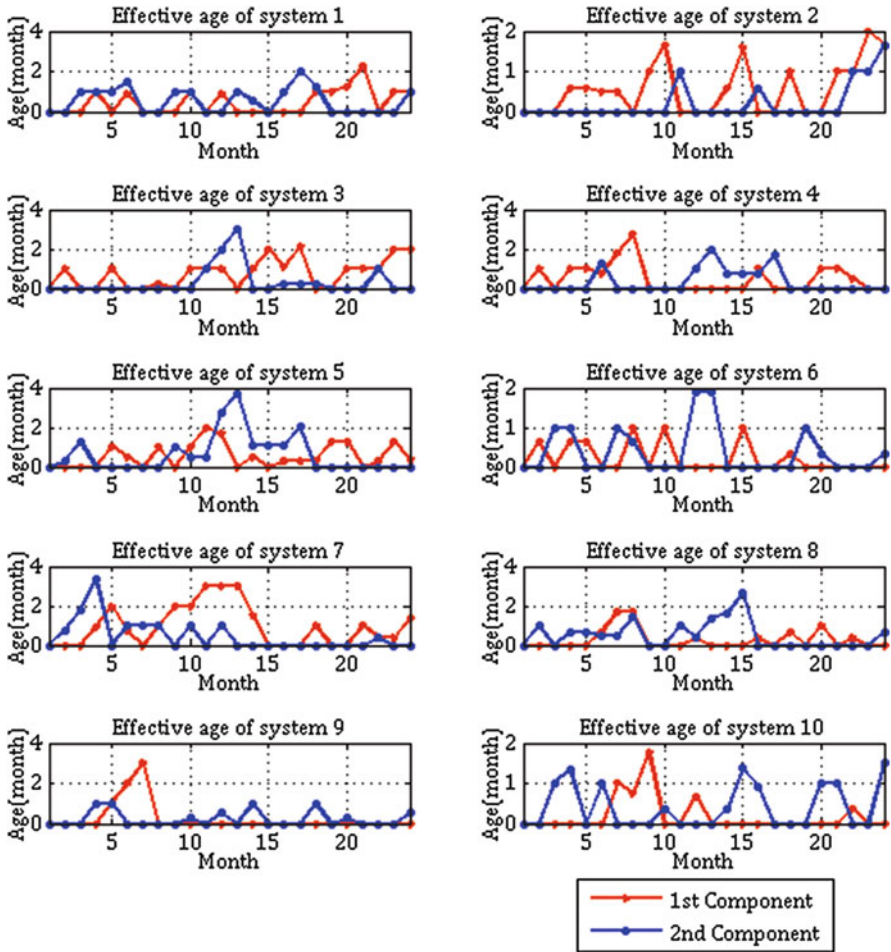 Effective age of system 1
Age(month)
4
2
0
5 10 15 20
Month
Effective age of system 2
Age(month)
2
1
0
5 10 15 20
Month
Effective age of system 3
Age(month)
4
2
0
5 10 15 20
Month
Effective age of system 4
Age(month)
4
2
0
5 10 15 20
Month
Effective age of system 5
Age(month)
4
2
0
5 10 15 20
Month
Effective age of system 6
Age(month)
2
1
0
5 10 15 20
Month
Effective age of system 7
Age(month)
4
2
0
5 10 15 20
Month
Effective age of system 8
Age(month)
4
2
0
5 10 15 20
Month
Effective age of system 9
Age(month)
4
2
0
5 10 15 20
Month
Effective age of system 10
Age(month)
2
1
0
5 10 15 20
Month
1st Component
2nd Component